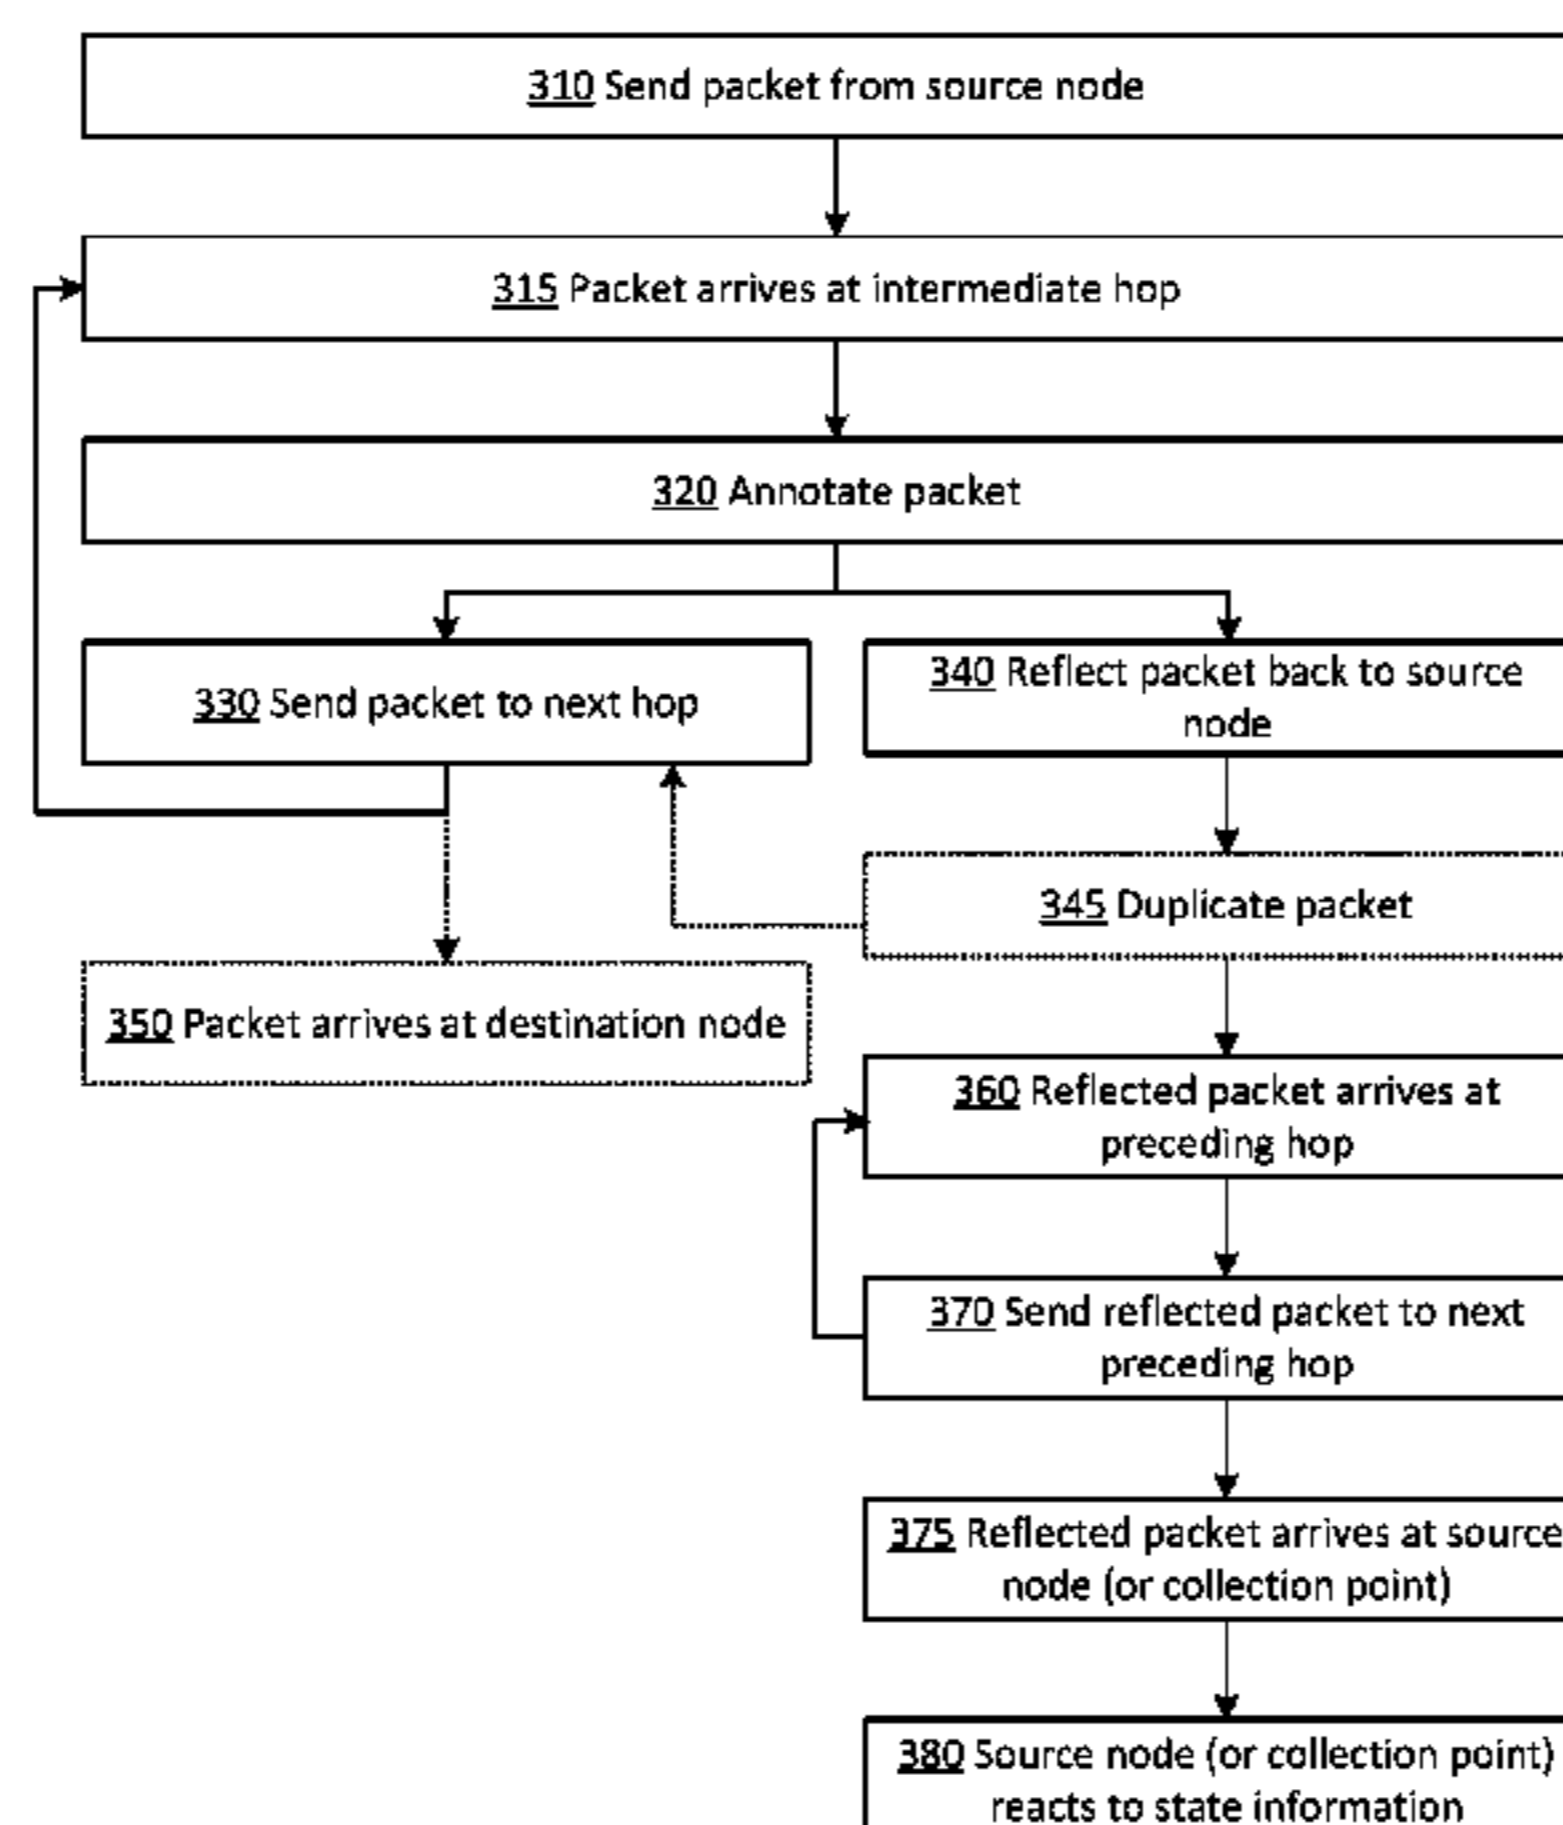 310 Send packet from source node
315 Packet arrives at intermediate hop
320 Annotate packet
330 Send packet to next hop
340 Reflect packet back to source
node
345 Duplicate packet
350 Packet arrives at destination node
360 Reflected packet arrives at
preceding hop
370 Send reflected packet to next
preceding hop
375 Reflected packet arrives at source
node (or collection point)
380 Source node (or collection point)
reacts to state information